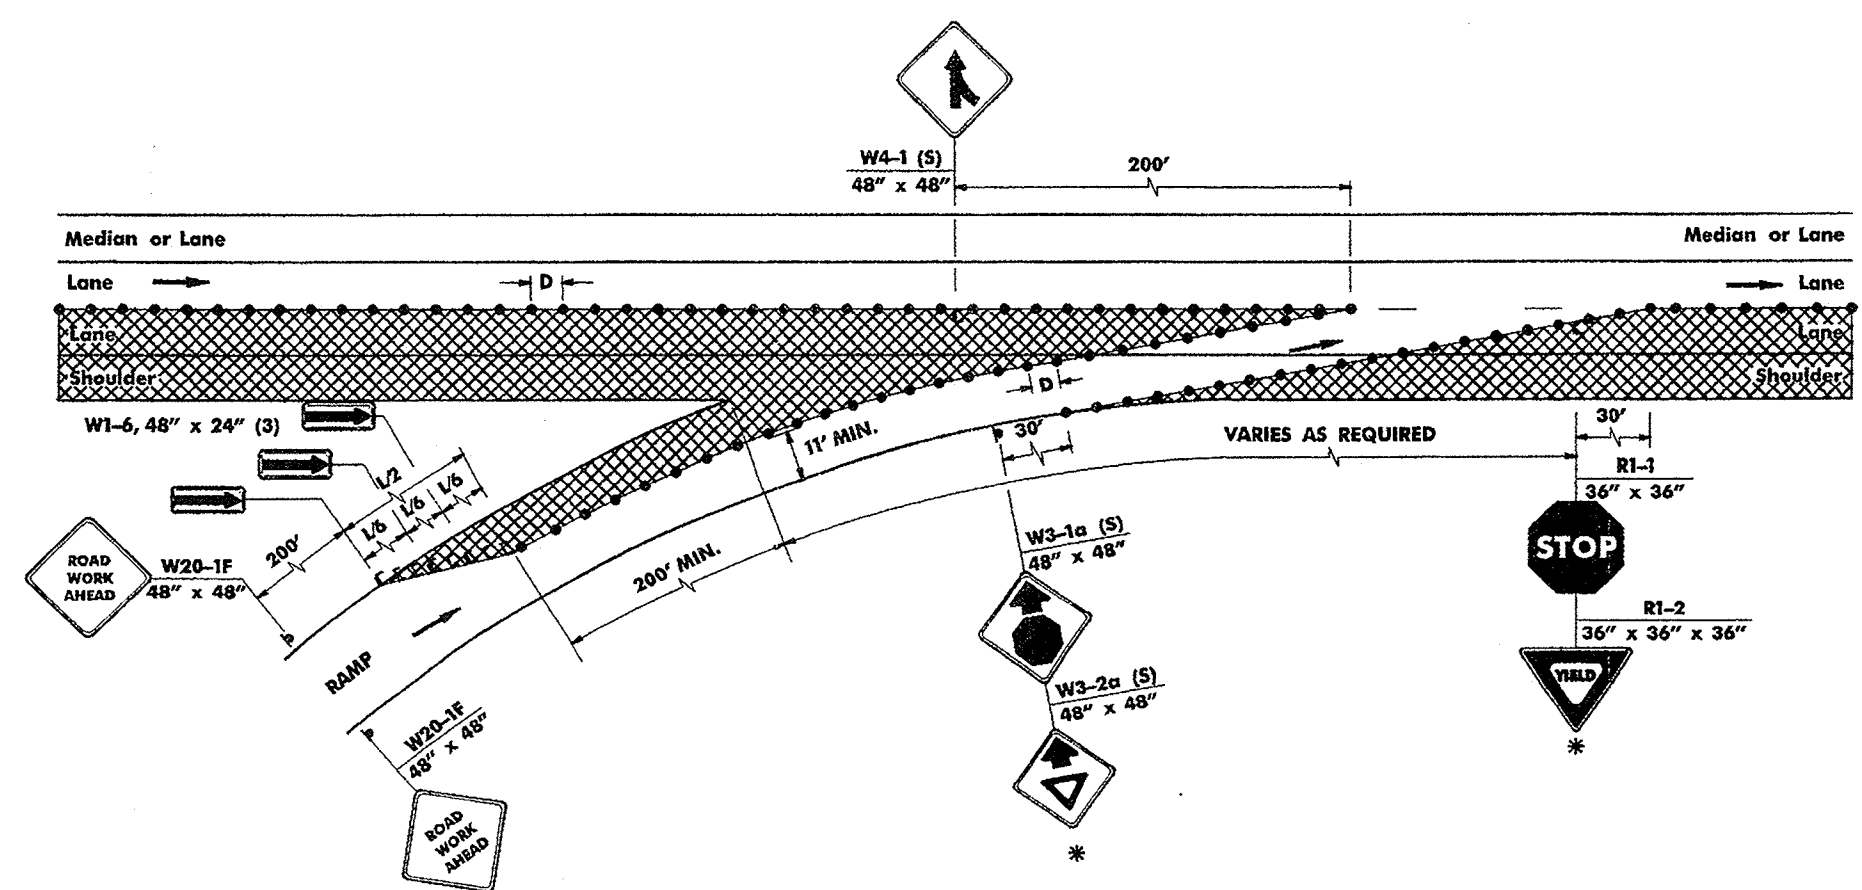 W4-1 (S)
48" x 48"
200'
Median or Lane
Median or Lane
Lane
D
Lane
Lane
Lane
Shoulder
D
Shoulder
W1-6, 48" x 24" (3)
11' MIN.
30'
VARIES AS REQUIRED
30'
R1-1
36" x 36"
L/2
L/6
L/6
L/6
200'
ROAD
WORK
AHEAD
W20-1F
48" x 48"
200' MIN.
W3-1a (S)
48" x 48"
STOP
R1-2
36" x 36" x 36"
YIELD
*
RAMP
W3-2a (S)
48" x 48"
*
W20-1F
48" x 48"
ROAD
WORK
AHEAD